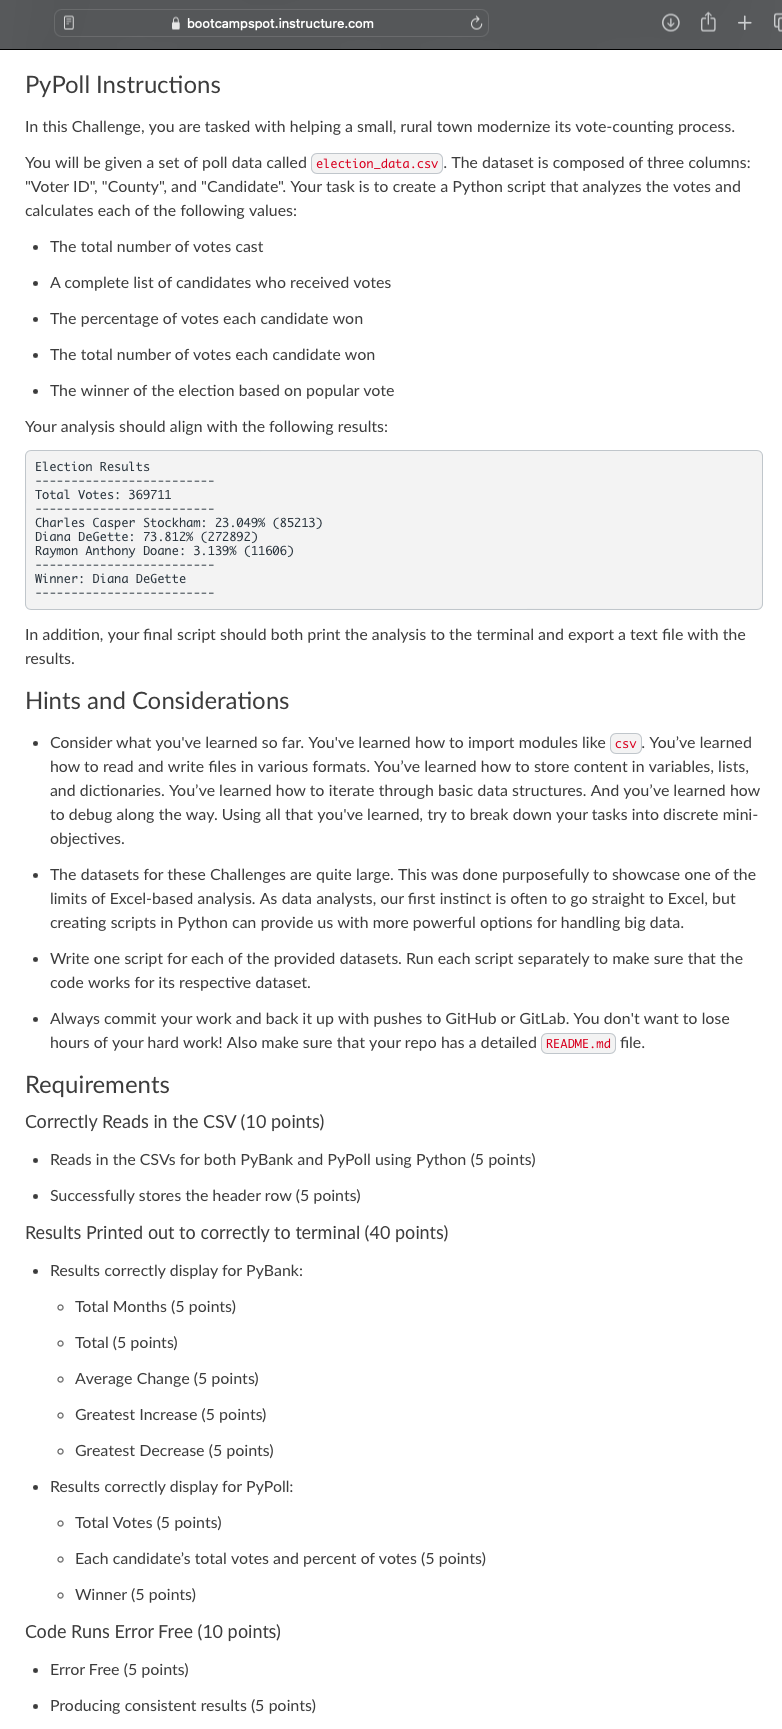 bootcampspot.instructure.com
PyPoll Instructions
In this Challenge, you are tasked with helping a small, rural town modernize its vote-counting process.
You will be given a set of poll data called election_data.csv. The dataset is composed of three columns:
"Voter ID", "County", and "Candidate". Your task is to create a Python script that analyzes the votes and
calculates each of the following values:
• The total number of votes cast
• A complete list of candidates who received votes
• The percentage of votes each candidate won
• The total number of votes each candidate won
• The winner of the election based on popular vote
Your analysis should align with the following results:
Election Results
-------------------------
Total Votes: 369711
-------------------------
Charles Casper Stockham: 23.049% (85213)
Diana DeGette: 73.812% (272892)
Raymon Anthony Doane: 3.139% (11606)
-------------------------
Winner: Diana DeGette
-------------------------
In addition, your final script should both print the analysis to the terminal and export a text file with the
results.
Hints and Considerations
• Consider what you've learned so far. You've learned how to import modules like csv. You’ve learned
how to read and write files in various formats. You’ve learned how to store content in variables, lists,
and dictionaries. You’ve learned how to iterate through basic data structures. And you’ve learned how
to debug along the way. Using all that you've learned, try to break down your tasks into discrete mini-
objectives.
• The datasets for these Challenges are quite large. This was done purposefully to showcase one of the
limits of Excel-based analysis. As data analysts, our first instinct is often to go straight to Excel, but
creating scripts in Python can provide us with more powerful options for handling big data.
• Write one script for each of the provided datasets. Run each script separately to make sure that the
code works for its respective dataset.
• Always commit your work and back it up with pushes to GitHub or GitLab. You don't want to lose
hours of your hard work! Also make sure that your repo has a detailed README.md file.
Requirements
Correctly Reads in the CSV (10 points)
• Reads in the CSVs for both PyBank and PyPoll using Python (5 points)
• Successfully stores the header row (5 points)
Results Printed out to correctly to terminal (40 points)
• Results correctly display for PyBank:
◦ Total Months (5 points)
◦ Total (5 points)
◦ Average Change (5 points)
◦ Greatest Increase (5 points)
◦ Greatest Decrease (5 points)
• Results correctly display for PyPoll:
◦ Total Votes (5 points)
◦ Each candidate’s total votes and percent of votes (5 points)
◦ Winner (5 points)
Code Runs Error Free (10 points)
• Error Free (5 points)
• Producing consistent results (5 points)